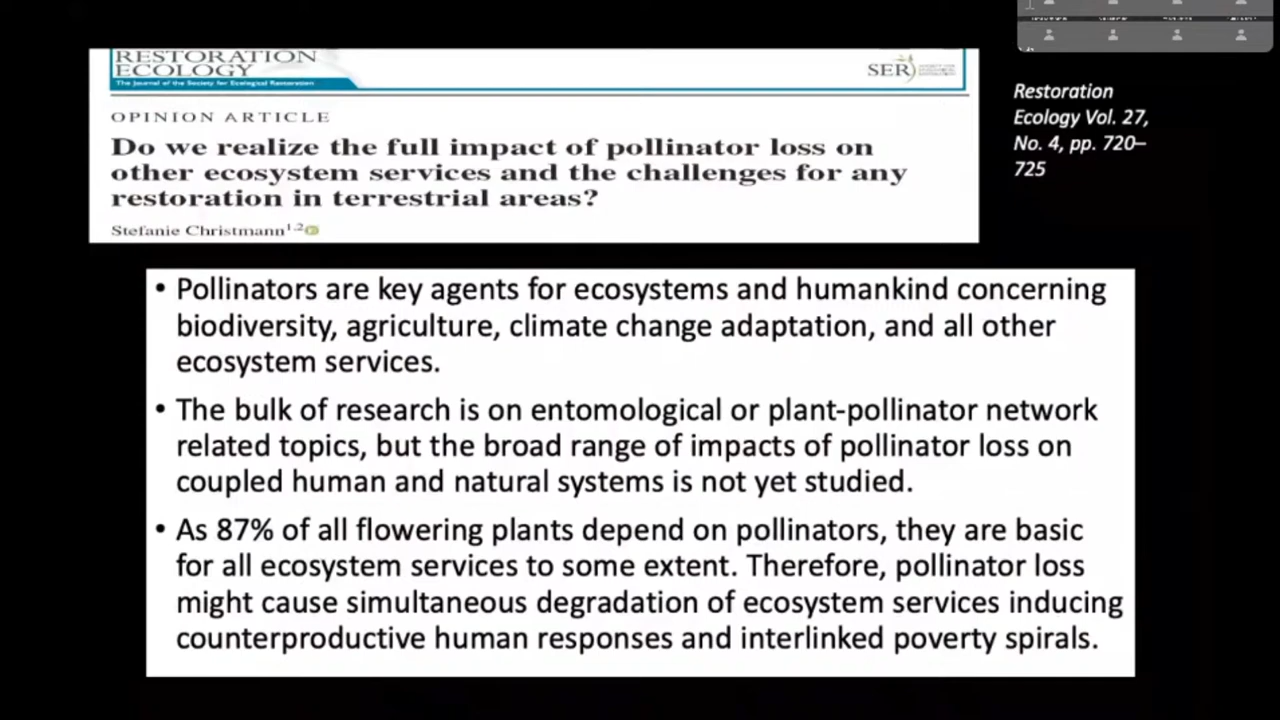 RESTORATION
ECOLOGY
The Journal of the Society for Ecological Restoration
SER
OPINION ARTICLE
Do we realize the full impact of pollinator loss on
other ecosystem services and the challenges for any
restoration in terrestrial areas?
Stefanie Christmann1,2
Restoration
Ecology Vol. 27,
No. 4, pp. 720–
725
• Pollinators are key agents for ecosystems and humankind concerning
biodiversity, agriculture, climate change adaptation, and all other
ecosystem services.
• The bulk of research is on entomological or plant-pollinator network
related topics, but the broad range of impacts of pollinator loss on
coupled human and natural systems is not yet studied.
• As 87% of all flowering plants depend on pollinators, they are basic
for all ecosystem services to some extent. Therefore, pollinator loss
might cause simultaneous degradation of ecosystem services inducing
counterproductive human responses and interlinked poverty spirals.